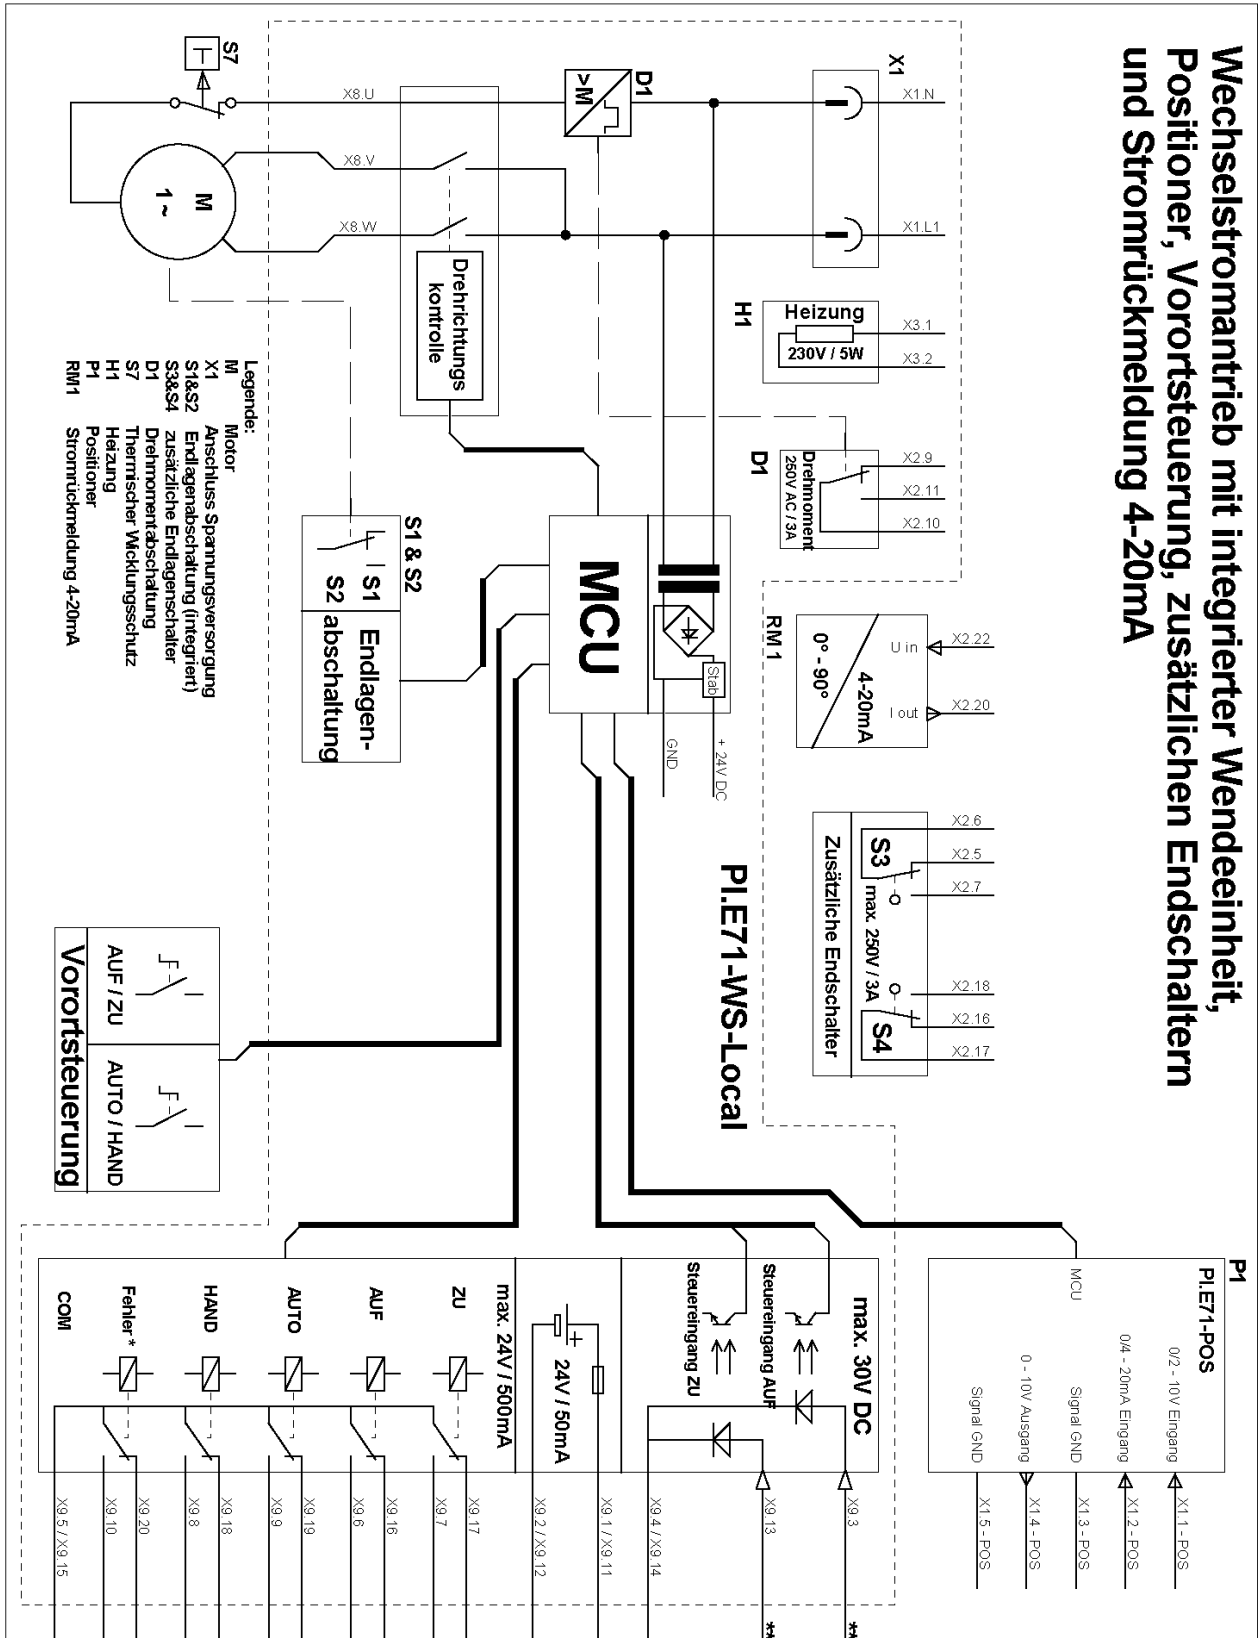 Wechselstromantrieb mit integrierter Wendeeinheit,
Positioner, Vorortsteuerung, zusätzlichen Endschaltern
und Stromrückmeldung 4-20mA
X1
X1.N
X1.L1
D1
>M
S7
X8.U
X8.V
X8.W
M
1 ~
Drehrichtungs
kontrolle
H1
Heizung
230V / 5W
X3.1
X3.2
D1
Drehmoment
250V AC / 3A
X2.9
X2.11
X2.10
RM 1
U in
I out
4-20mA
0° - 90°
X2.22
X2.20
Zusätzliche Endschalter
S3
max. 250V / 3A
S4
X2.6
X2.5
X2.7
X2.18
X2.16
X2.17
MCU
Stab
+ 24V DC
GND
PI.E71-WS-Local
S1 & S2
S1
S2
Endlagen-
abschaltung
Legende:
M Motor
X1 Anschluss Spannungsversorgung
S1&S2 Endlagenabschaltung (integriert)
S3&S4 zusätzliche Endlagenschalter
D1 Drehmomentabschaltung
S7 Thermischer Wicklungsschutz
H1 Heizung
P1 Positioner
RM1 Stromrückmeldung 4-20mA
AUF / ZU
AUTO / HAND
Vorortsteuerung
P1
PI.E71-POS
MCU
0/2 - 10V Eingang
0/4 - 20mA Eingang
Signal GND
0 - 10V Ausgang
Signal GND
X1.1 - POS
X1.2 - POS
X1.3 - POS
X1.4 - POS
X1.5 - POS
max. 30V DC
Steuereingang AUF
Steuereingang ZU
X9.3
X9.13
X9.4 / X9.14
**
**
24V / 50mA
+
X9.1 / X9.11
X9.2 / X9.12
max. 24V / 500mA
ZU
AUF
AUTO
HAND
Fehler *
COM
X9.17
X9.7
X9.16
X9.6
X9.19
X9.9
X9.18
X9.8
X9.20
X9.10
X9.5 / X9.15